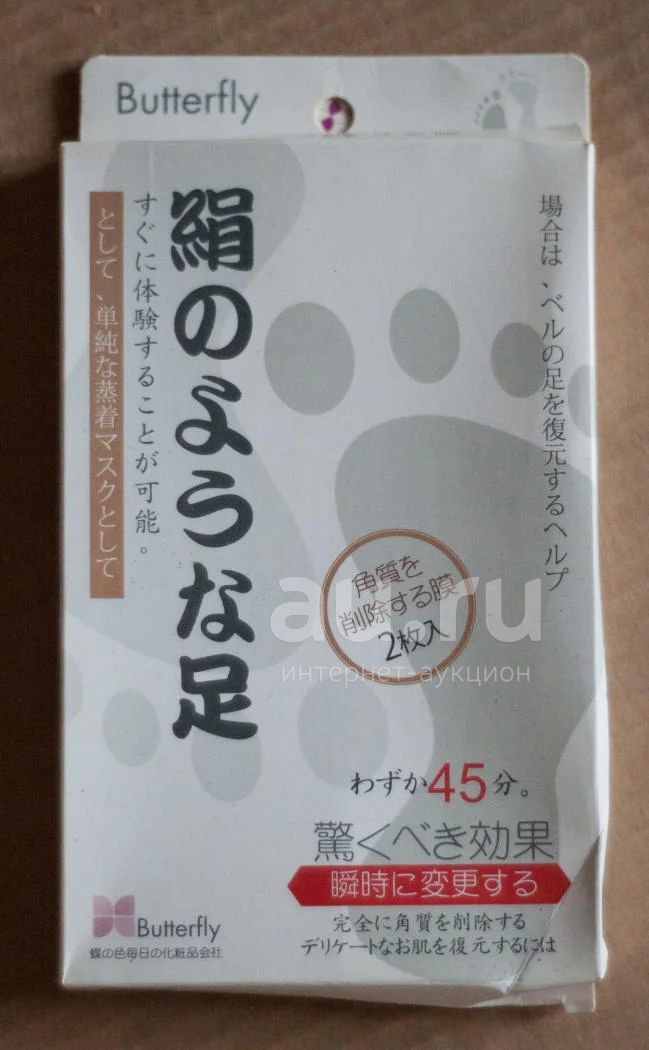 Butterfly
場合は、ベルの足を復元するヘルプ
絹のような足
すぐに体験することが可能。
として、単純な蒸着マスクとして
角質を
削除する膜
2枚入
au.ru
интернет-аукцион
わずか45分。
驚くべき効果
瞬時に変更する
完全に角質を削除する
デリケートなお肌を復元するには
Butterfly
蝶の色毎日の化粧品会社